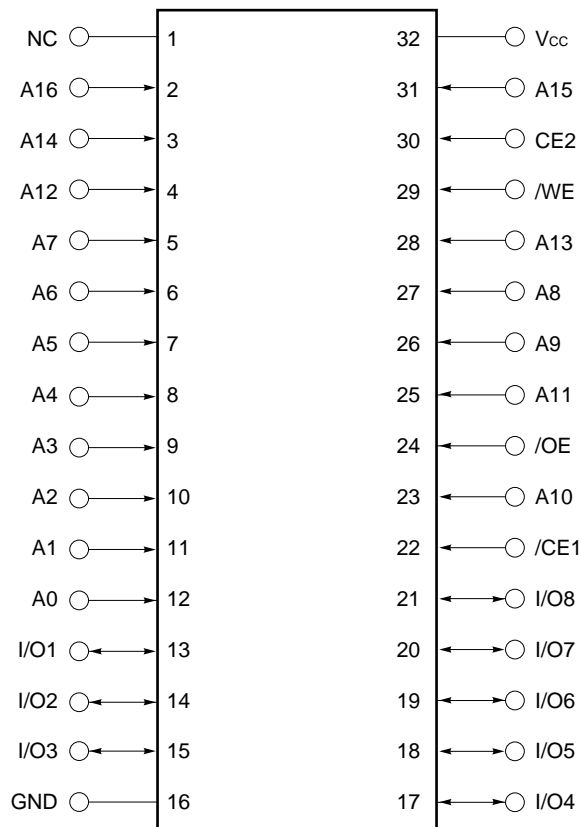 NC 1 32 Vcc
A16 2 31 A15
A14 3 30 CE2
A12 4 29 /WE
A7 5 28 A13
A6 6 27 A8
A5 7 26 A9
A4 8 25 A11
A3 9 24 /OE
A2 10 23 A10
A1 11 22 /CE1
A0 12 21 I/O8
I/O1 13 20 I/O7
I/O2 14 19 I/O6
I/O3 15 18 I/O5
GND 16 17 I/O4